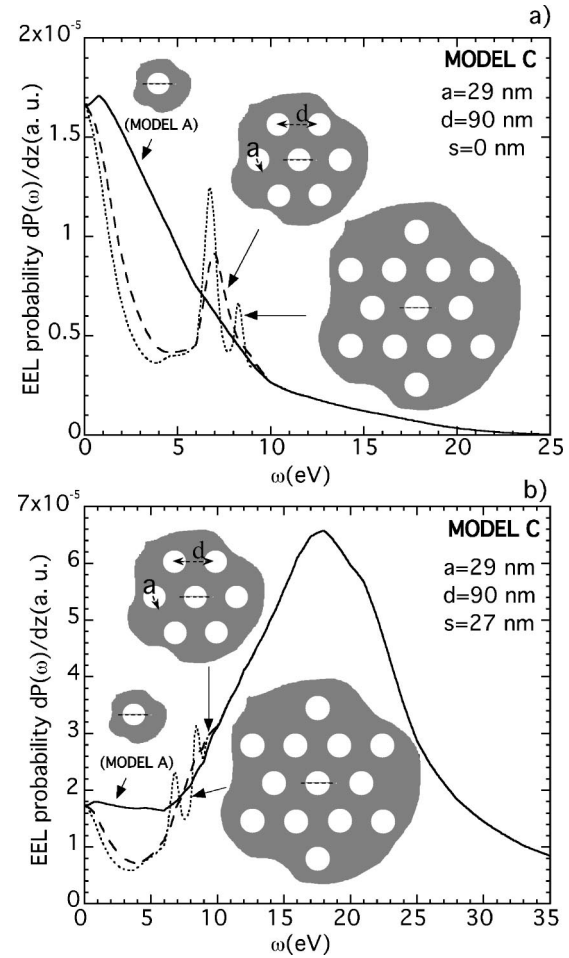 a)
2x10⁻⁵
MODEL C
a=29 nm
d=90 nm
s=0 nm
(MODEL A)
d
a
1.5
1
0.5
0
EEL probability dP(ω)/dz(a. u.)
0 5 10 15 20 25
ω(eV)
b)
7x10⁻⁵
MODEL C
a=29 nm
d=90 nm
s=27 nm
d
a
(MODEL A)
6
5
4
3
2
1
0
EEL probability dP(ω)/dz(a. u.)
0 5 10 15 20 25 30 35
ω(eV)